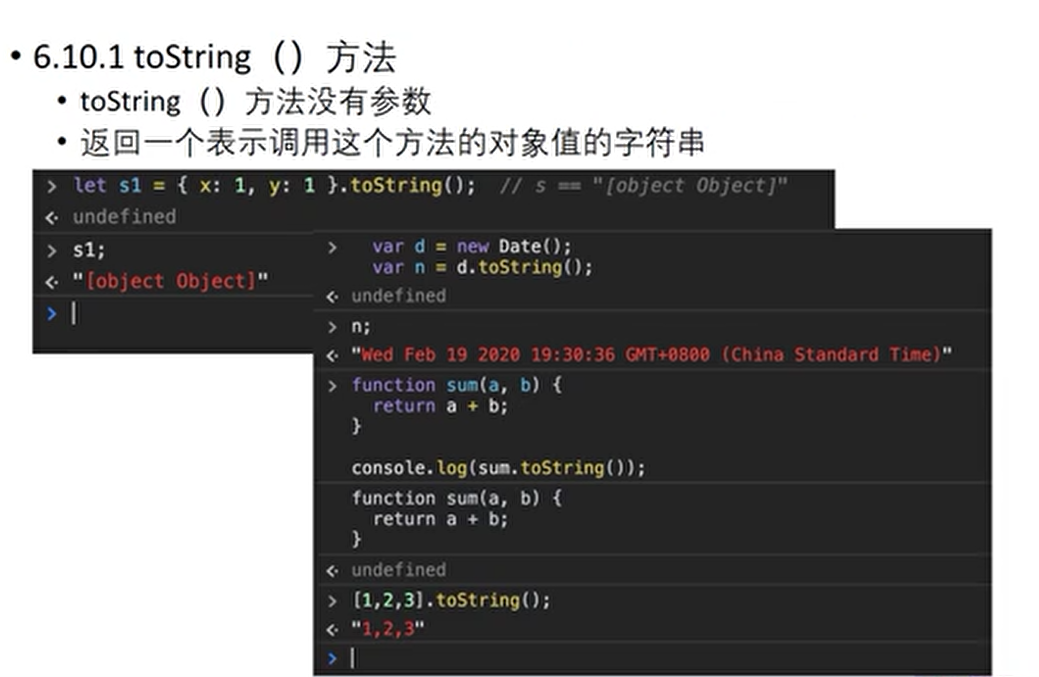 • 6.10.1 toString（）方法
• toString（）方法没有参数
• 返回一个表示调用这个方法的对象值的字符串
> let s1 = { x: 1, y: 1 }.toString();  // s == "[object Object]"
<· undefined
> s1;
<· "[object Object]"
>
> var d = new Date();
var n = d.toString();
<· undefined
> n;
<· "Wed Feb 19 2020 19:30:36 GMT+0800 (China Standard Time)"
> function sum(a, b) {
return a + b;
}
console.log(sum.toString());
function sum(a, b) {
return a + b;
}
<· undefined
> [1,2,3].toString();
<· "1,2,3"
>